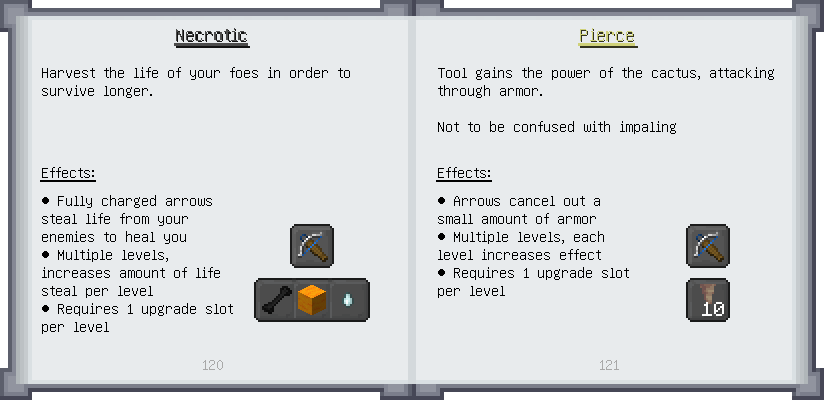 Necrotic
Harvest the life of your foes in order to
survive longer.
Effects:
● Fully charged arrows
steal life from your
enemies to heal you
● Multiple levels,
increases amount of life
steal per level
● Requires 1 upgrade slot
per level
120
Pierce
Tool gains the power of the cactus, attacking
through armor.
Not to be confused with impaling
Effects:
● Arrows cancel out a
small amount of armor
● Multiple levels, each
level increases effect
● Requires 1 upgrade slot
per level
10
121